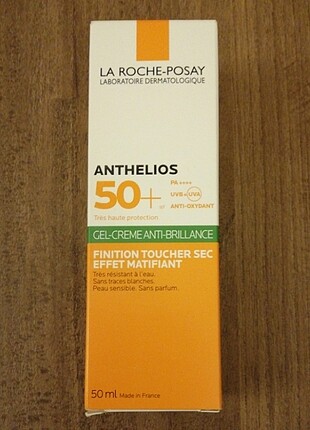 LA ROCHE-POSAY
LABORATOIRE DERMATOLOGIQUE
ANTHELIOS
50+
PA ++++
UVB + UVA
ANTI-OXYDANT
Très haute protection
GEL-CREME ANTI-BRILLANCE
FINITION TOUCHER SEC
EFFET MATIFIANT
Très résistant à l'eau.
Sans traces blanches.
Peau sensible. Sans parfum.
50 ml Made in France